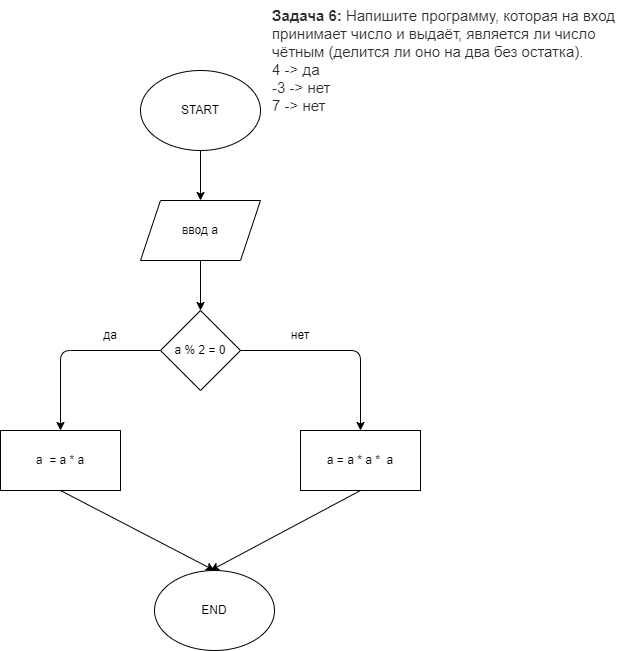 Задача 6: Напишите программу, которая на вход
принимает число и выдаёт, является ли число
чётным (делится ли оно на два без остатка).
4 -> да
-3 -> нет
7 -> нет
START
ввод a
да
a % 2 = 0
нет
a = a * a
a = a * a * a
END